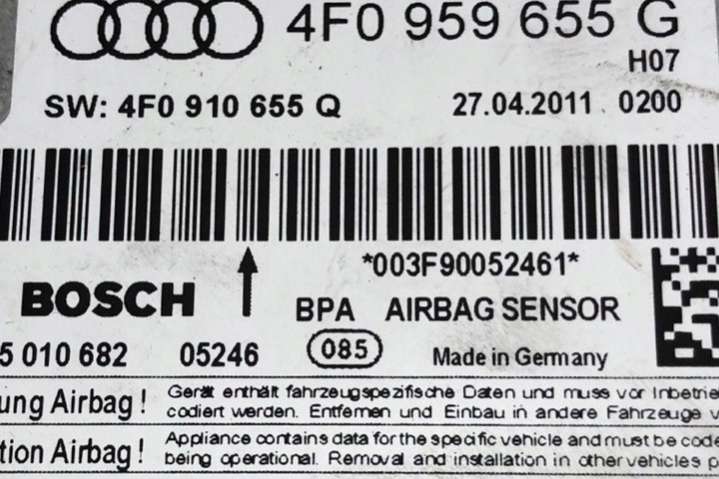 4F0 959 655 G
H07
SW: 4F0 910 655 Q 27.04.2011 0200
*003F90052461*
BOSCH BPA AIRBAG SENSOR
5 010 682 05246 085 Made in Germany
ung Airbag! Gerät enthält fahrzeugspezifische Daten und muss vor Inbetrie
codiert werden. Entfernen und Einbau in andere Fahrzeuge v
tion Airbag! Appliance contains data for the specific vehicle and must be code
being operational. Removal and installation in other vehicles p